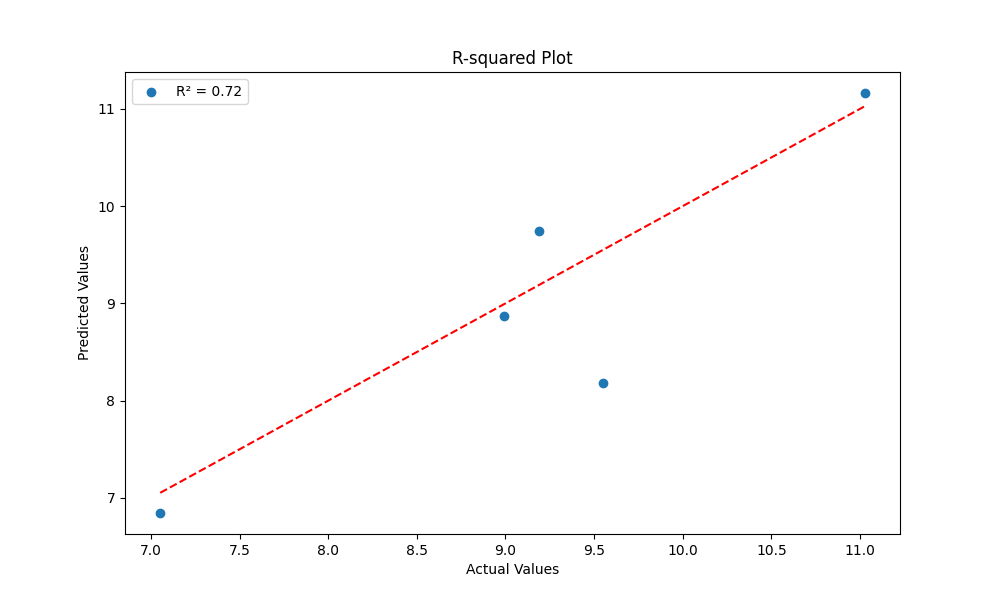 R-squared Plot
R² = 0.72
11
10
9
8
7
Predicted Values
7.0 7.5 8.0 8.5 9.0 9.5 10.0 10.5 11.0
Actual Values